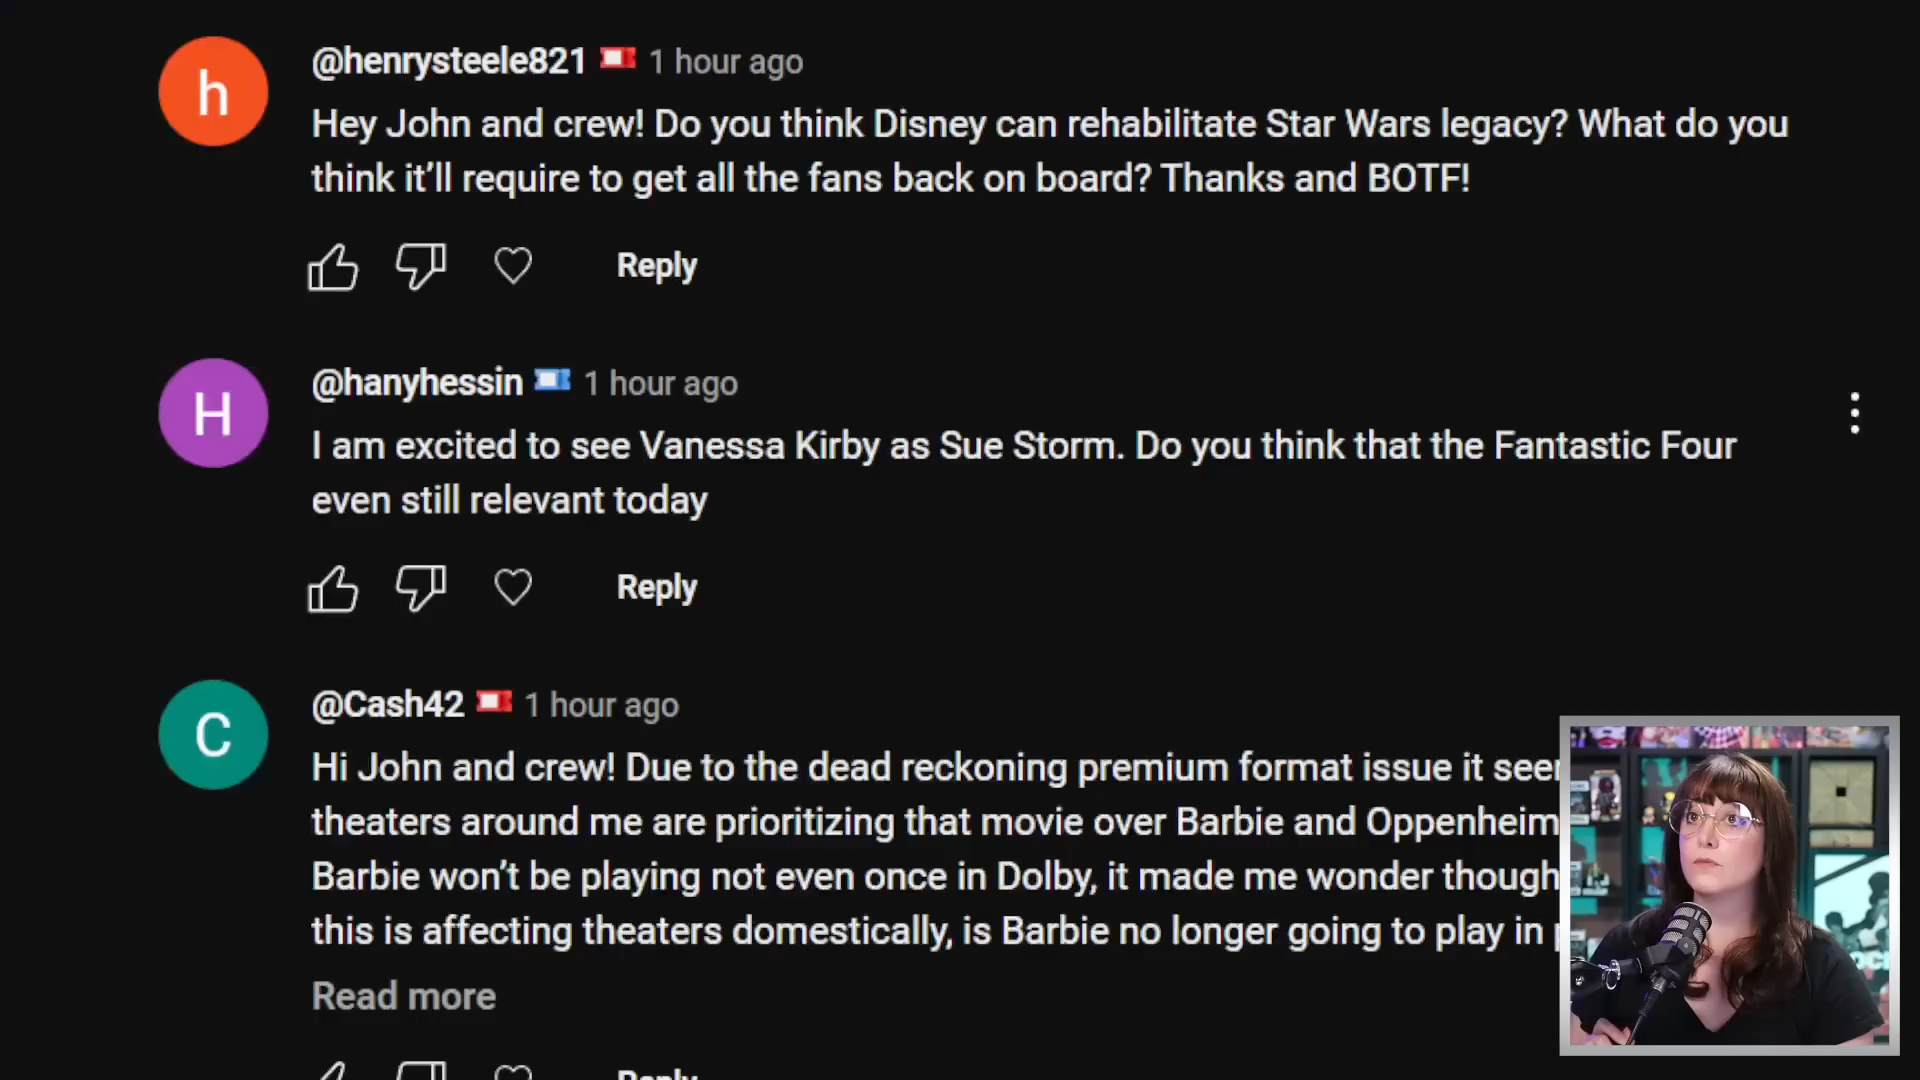 h
@henrysteele821 1 hour ago
Hey John and crew! Do you think Disney can rehabilitate Star Wars legacy? What do you
think it’ll require to get all the fans back on board? Thanks and BOTF!
Reply
H
@hanyhessin 1 hour ago
I am excited to see Vanessa Kirby as Sue Storm. Do you think that the Fantastic Four
even still relevant today
Reply
C
@Cash42 1 hour ago
Hi John and crew! Due to the dead reckoning premium format issue it
theaters around me are prioritizing that movie over Barbie and
Barbie won’t be playing not even once in Dolby, it made me wonder though
this is affecting theaters domestically, is Barbie no longer going to play in
Read more
Reply